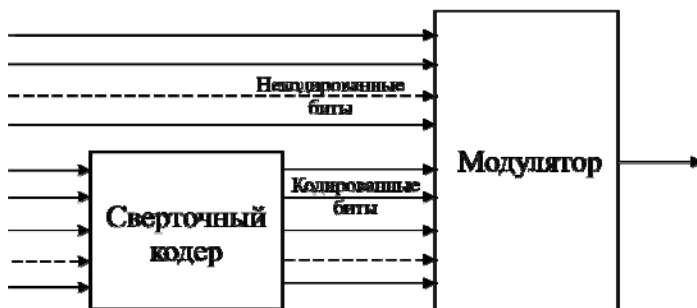 Некодированные
биты
Модулятор
Кодированные
биты
Сверточный
кодер